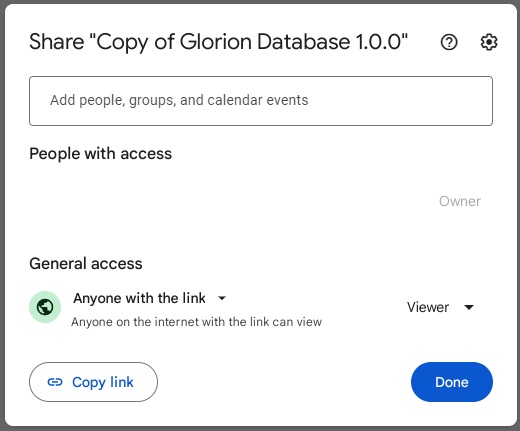 Share "Copy of Glorion Database 1.0.0"
Add people, groups, and calendar events
People with access
Owner
General access
Anyone with the link
Viewer
Anyone on the internet with the link can view
Copy link
Done